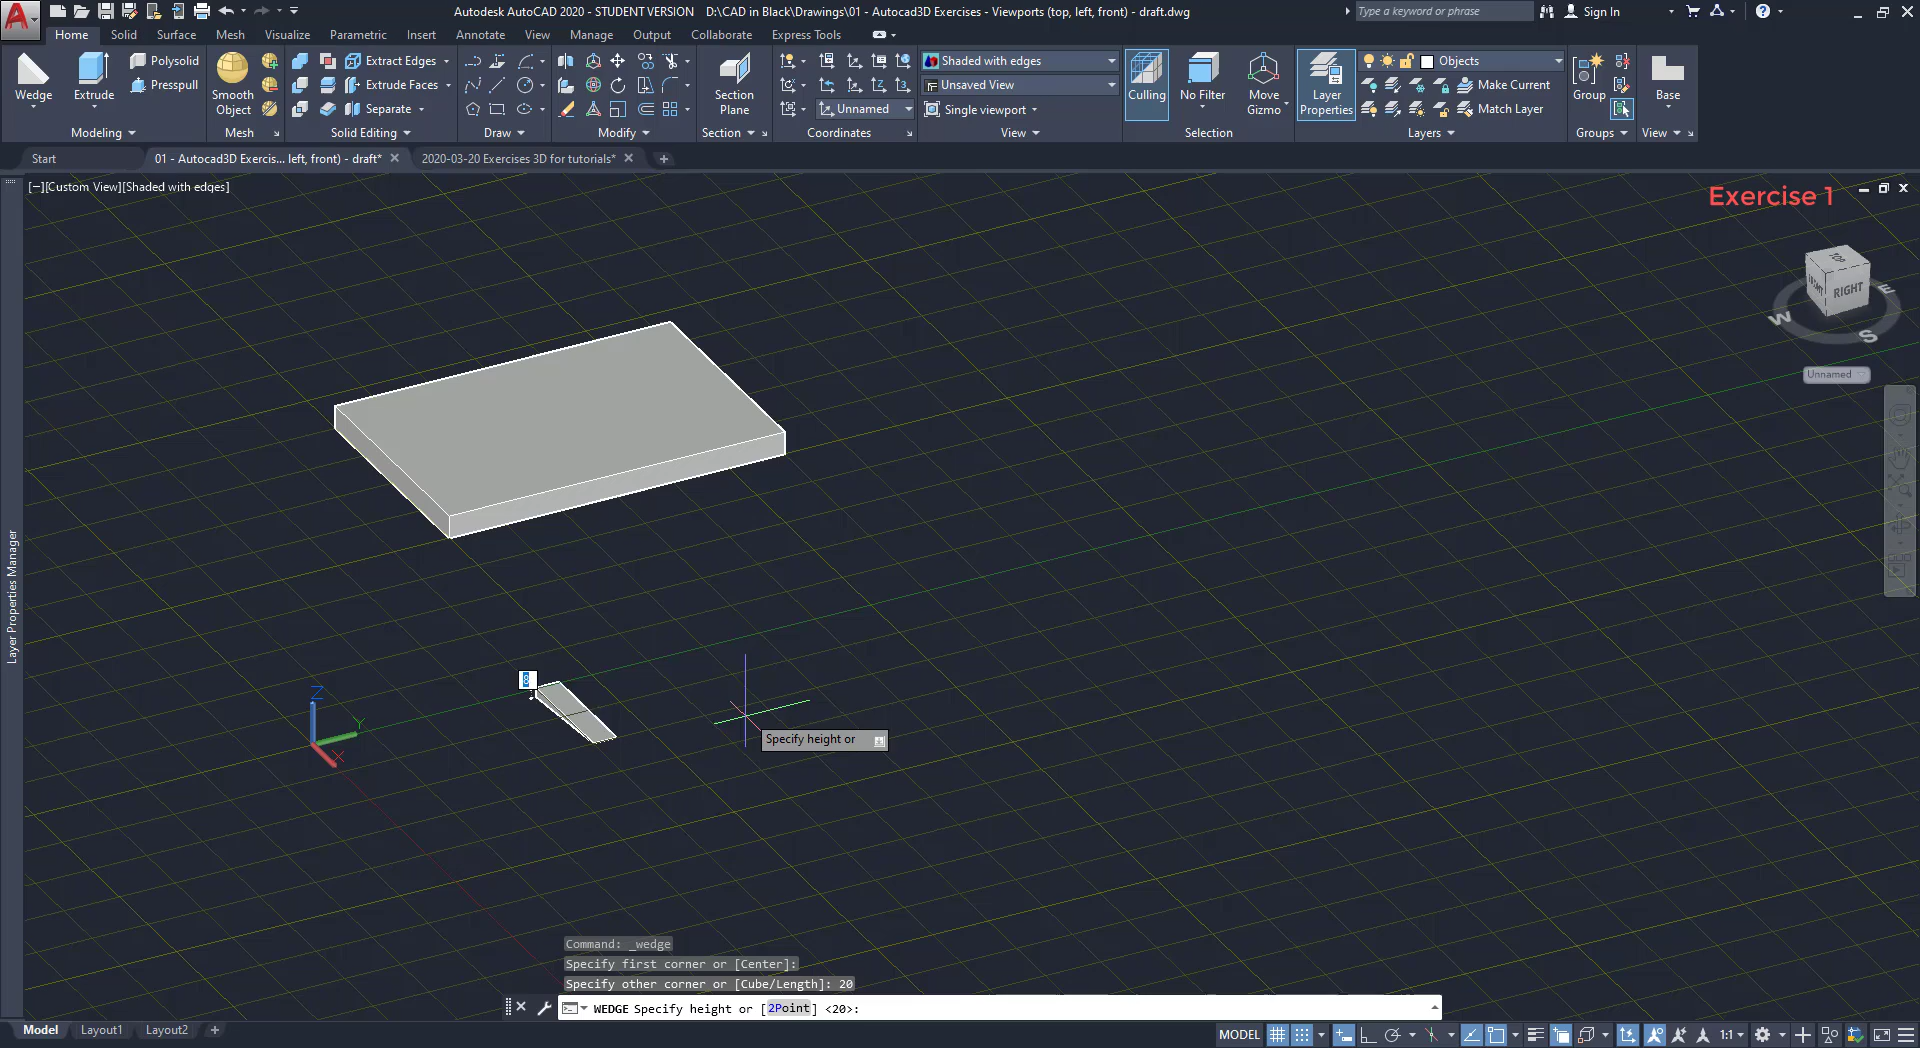 Autodesk AutoCAD 2020 - STUDENT VERSION D:\CAD in Black\Drawings\01 - Autocad3D Exercises - Viewports (top, left, front) - draft.dwg
Type a keyword or phrase
Sign In
Home Solid Surface Mesh Visualize Parametric Insert Annotate View Manage Output Collaborate Express Tools
Polysolid Extract Edges Shaded with edges Objects
Presspull Extrude Faces Unsaved View Make Current
Wedge Extrude Smooth Object Separate Section Plane Unnamed Single viewport Culling No Filter Move Gizmo Layer Properties Match Layer Group Base
Modeling Mesh Solid Editing Draw Modify Section Coordinates View Selection Layers Groups View
Start 01 - Autocad3D Exercis... left, front) - draft* 2020-03-20 Exercises 3D for tutorials*
[−][Custom View][Shaded with edges]
Exercise 1
TOP
RIGHT
W
S
E
Unnamed
Layer Properties Manager
8
Z
Y
X
Specify height or
Command: _wedge
Specify first corner or [Center]:
Specify other corner or [Cube/Length]: 20
WEDGE Specify height or [2Point] <20>:
Model Layout1 Layout2
MODEL 1:1